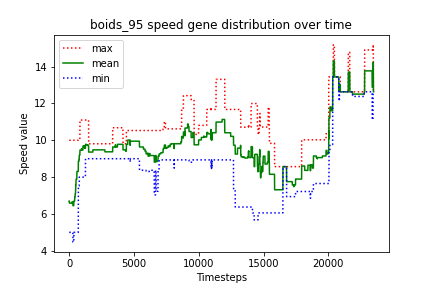 boids_95 speed gene distribution over time
max
mean
min
Speed value
14
12
10
8
6
4
0 5000 10000 15000 20000
Timesteps